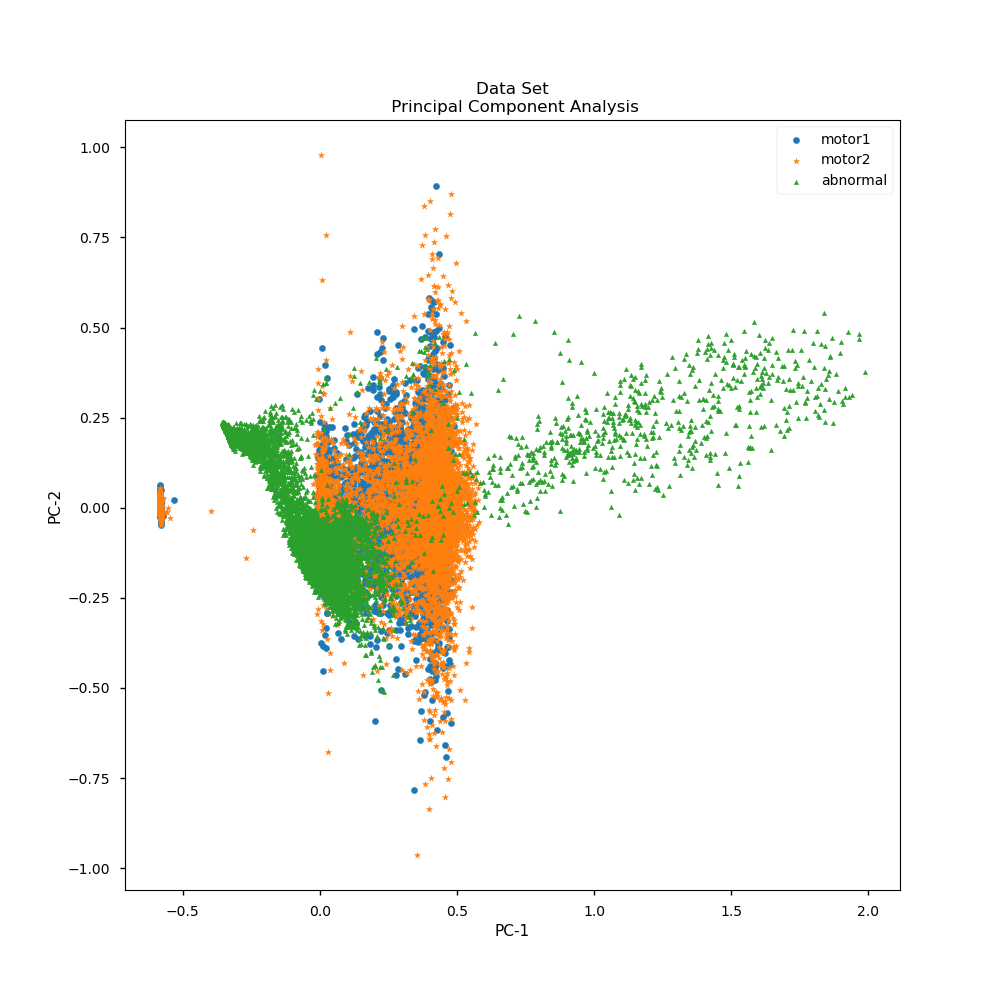 Data Set
Principal Component Analysis
motor1
motor2
abnormal
1.00
0.75
0.50
0.25
0.00
−0.25
−0.50
−0.75
−1.00
PC-2
−0.5
0.0
0.5
1.0
1.5
2.0
PC-1